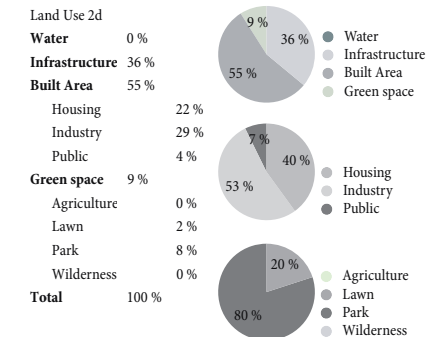 Land Use 2d
Water 0 %
Infrastructure 36 %
Built Area 55 %
Housing 22 %
Industry 29 %
Public 4 %
Green space 9 %
Agriculture 0 %
Lawn 2 %
Park 8 %
Wilderness 0 %
Total 100 %
9 %
36 %
55 %
Water
Infrastructure
Built Area
Green space
7 %
40 %
53 %
Housing
Industry
Public
20 %
80 %
Agriculture
Lawn
Park
Wilderness